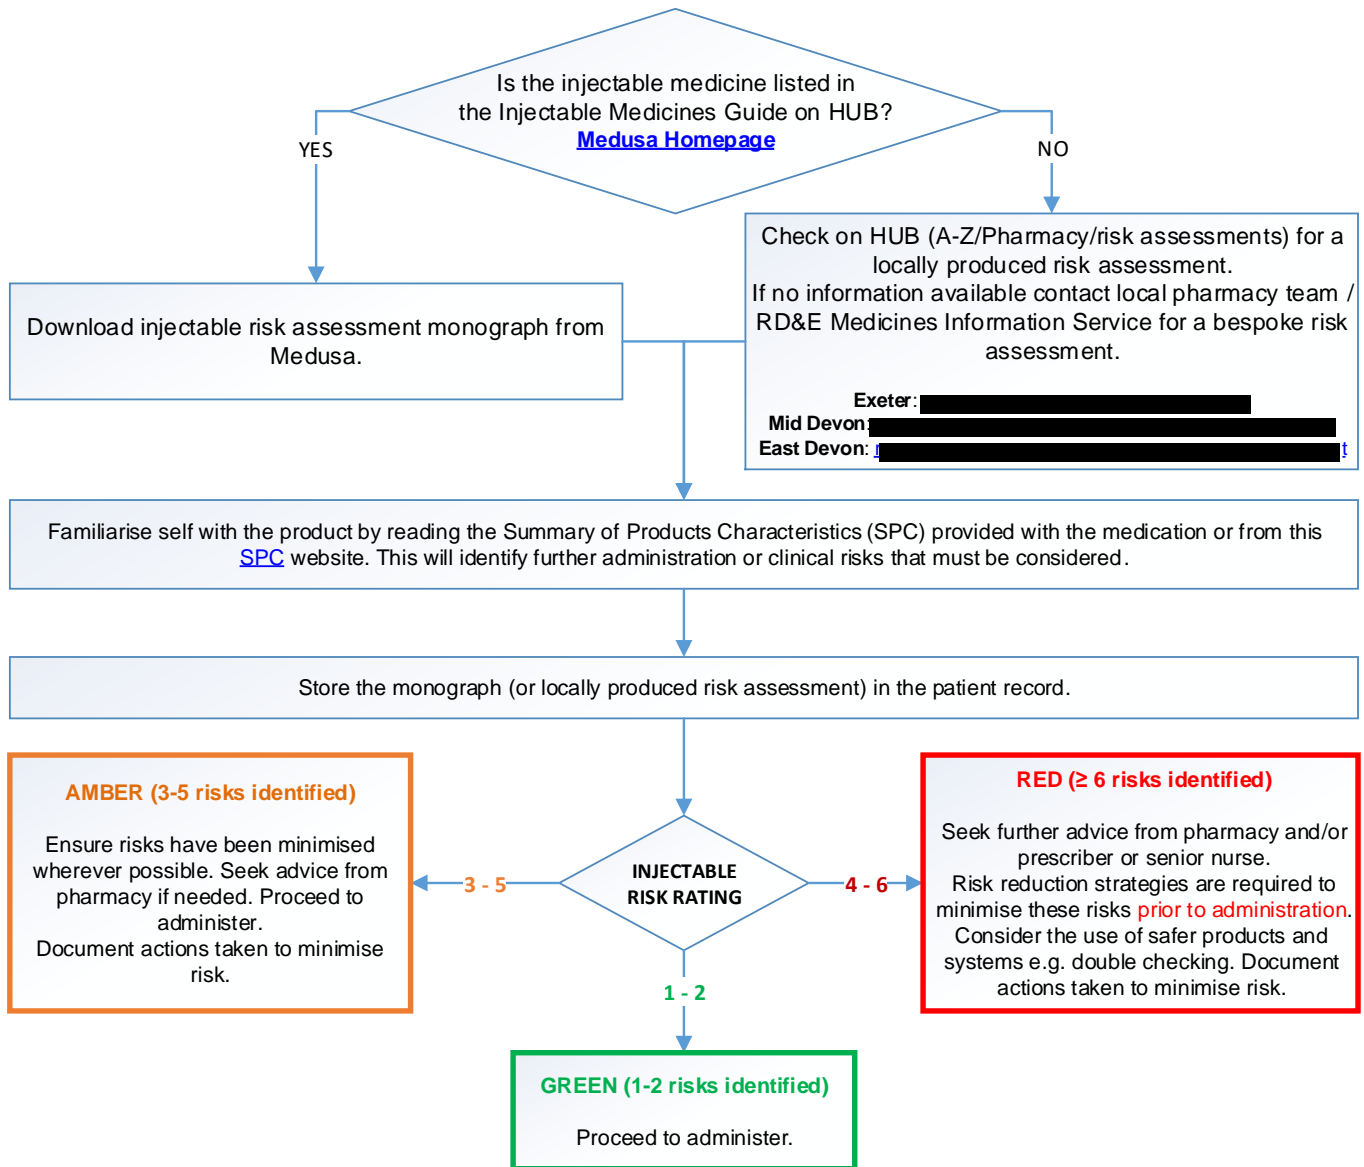 Is the injectable medicine listed in
the Injectable Medicines Guide on HUB?
Medusa Homepage
YES
NO
Download injectable risk assessment monograph from
Medusa.
Check on HUB (A-Z/Pharmacy/risk assessments) for a
locally produced risk assessment.
If no information available contact local pharmacy team /
RD&E Medicines Information Service for a bespoke risk
assessment.
Exeter:
Mid Devon:
East Devon:
Familiarise self with the product by reading the Summary of Products Characteristics (SPC) provided with the medication or from this
SPC website. This will identify further administration or clinical risks that must be considered.
Store the monograph (or locally produced risk assessment) in the patient record.
AMBER (3-5 risks identified)
Ensure risks have been minimised
wherever possible. Seek advice from
pharmacy if needed. Proceed to
administer.
Document actions taken to minimise
risk.
3 - 5
INJECTABLE
RISK RATING
4 - 6
RED (≥ 6 risks identified)
Seek further advice from pharmacy and/or
prescriber or senior nurse.
Risk reduction strategies are required to
minimise these risks prior to administration.
Consider the use of safer products and
systems e.g. double checking. Document
actions taken to minimise risk.
1 - 2
GREEN (1-2 risks identified)
Proceed to administer.